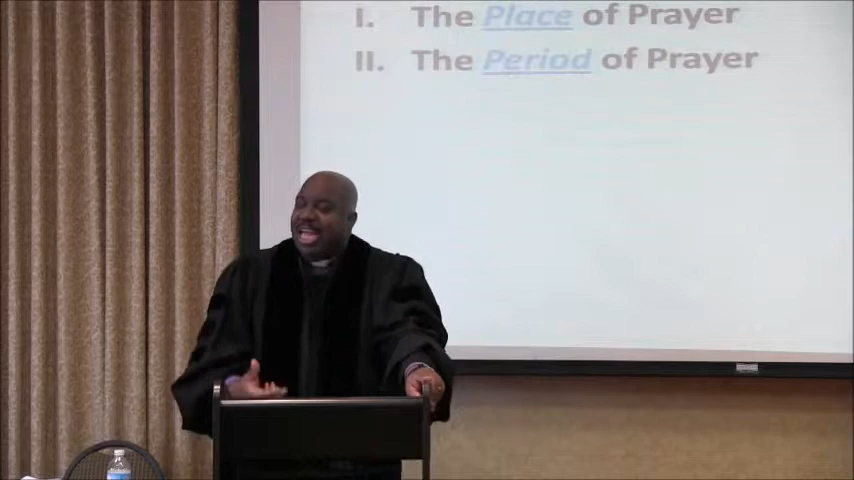 I. The Place of Prayer
II. The Period of Prayer